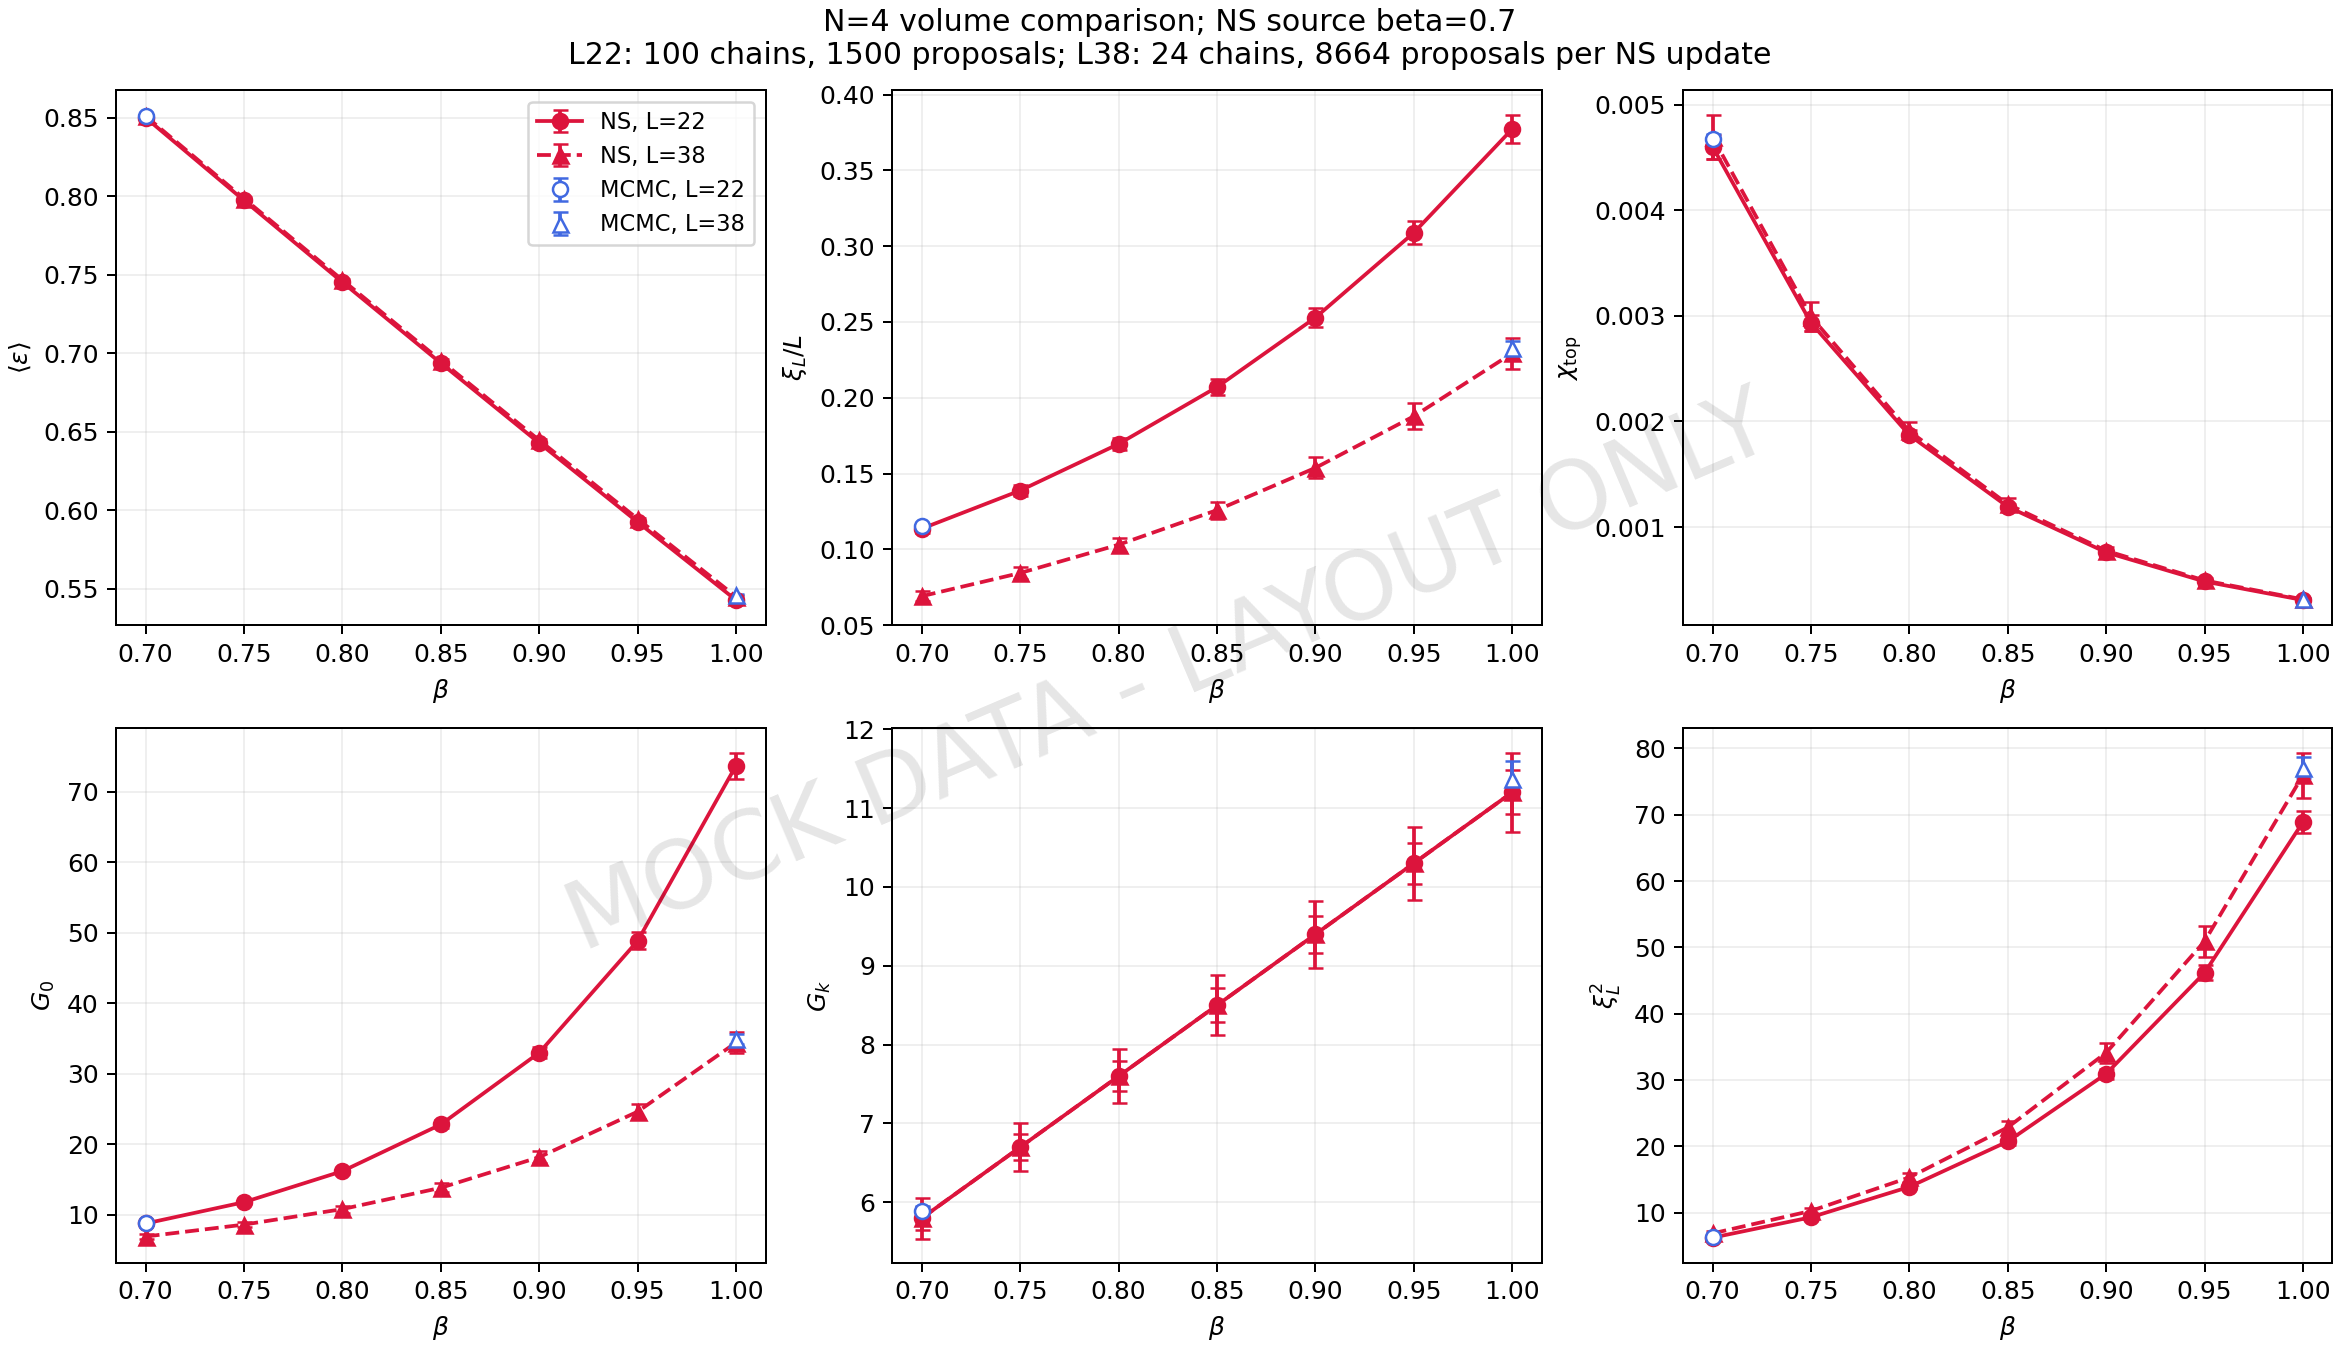 N=4 volume comparison; NS source beta=0.7
L22: 100 chains, 1500 proposals; L38: 24 chains, 8664 proposals per NS update
0.85
0.80
0.75
0.70
0.65
0.60
0.55
⟨ε⟩
NS, L=22
NS, L=38
MCMC, L=22
MCMC, L=38
0.70 0.75 0.80 0.85 0.90 0.95 1.00
β
0.40
0.35
0.30
0.25
0.20
0.15
0.10
0.05
ξ_L/L
0.70 0.75 0.80 0.85 0.90 0.95 1.00
β
0.005
0.004
0.003
0.002
0.001
χ_top
0.70 0.75 0.80 0.85 0.90 0.95 1.00
β
MOCK DATA - LAYOUT ONLY
70
60
50
40
30
20
10
G_0
0.70 0.75 0.80 0.85 0.90 0.95 1.00
β
12
11
10
9
8
7
6
G_k
0.70 0.75 0.80 0.85 0.90 0.95 1.00
β
80
70
60
50
40
30
20
10
ξ_L^2
0.70 0.75 0.80 0.85 0.90 0.95 1.00
β